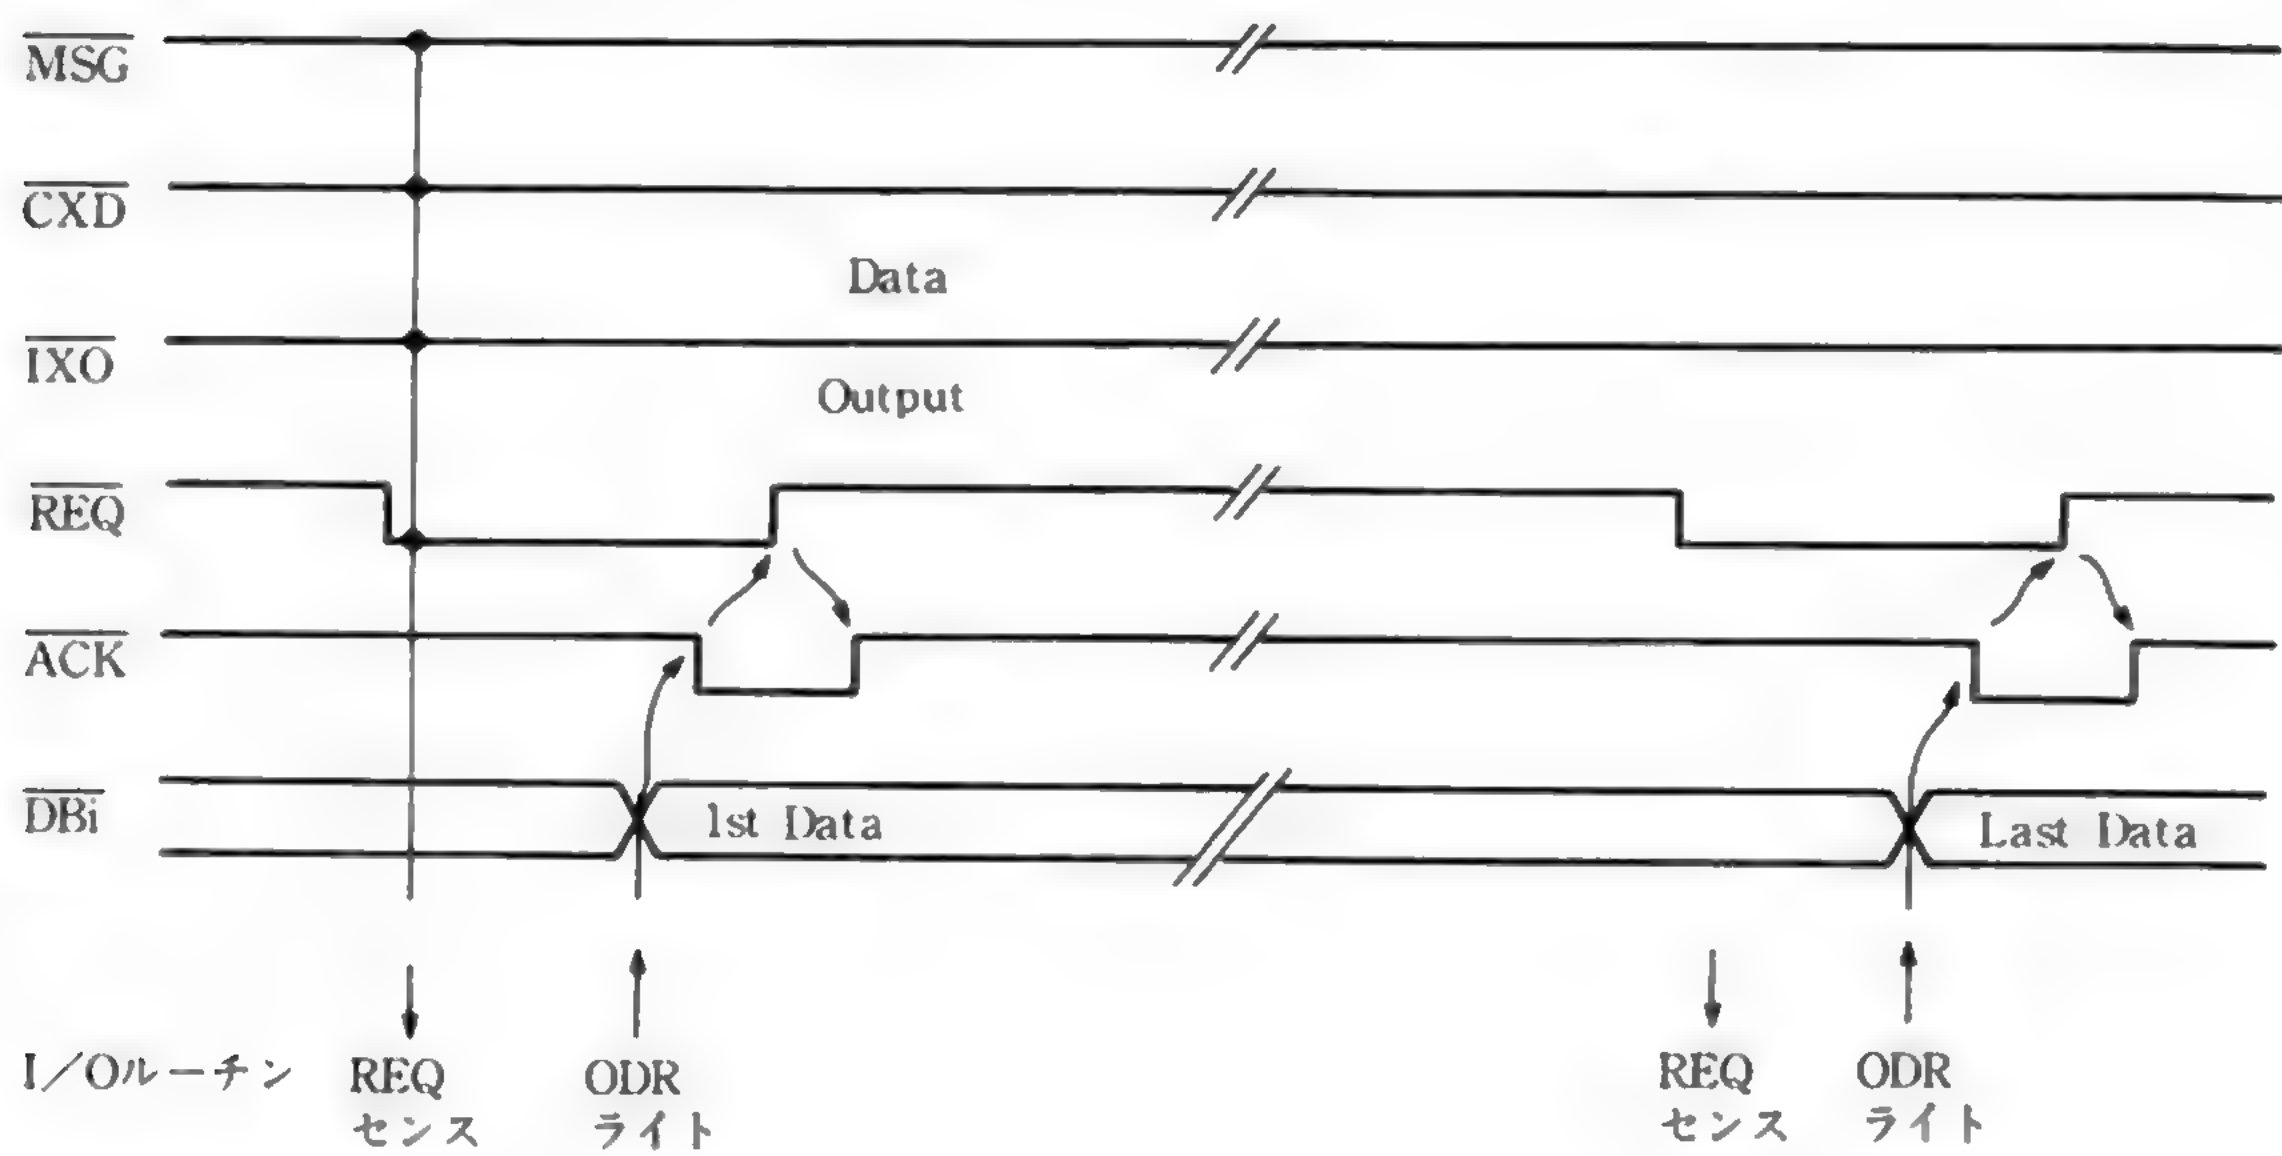 MSG
CXD
Data
IXO
Output
REQ
ACK
DBi
1st Data
Last Data
I/Oルーチン
REQ
センス
ODR
ライト
REQ
センス
ODR
ライト